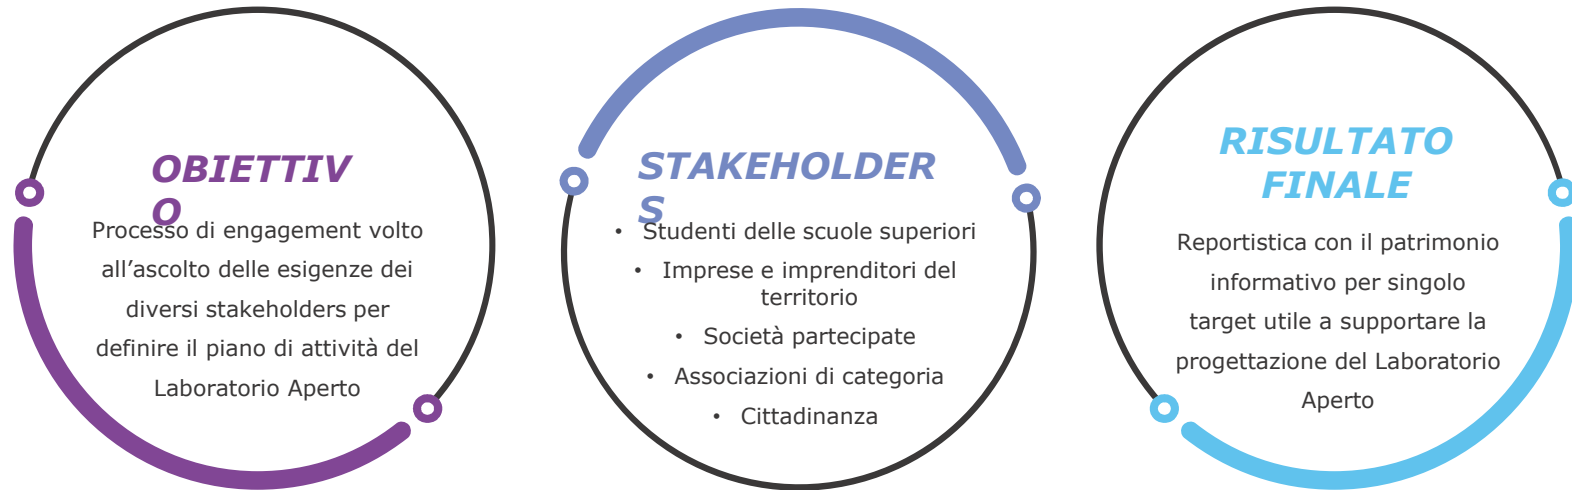 OBIETTIV
O
Processo di engagement volto
all’ascolto delle esigenze dei
diversi stakeholders per
definire il piano di attività del
Laboratorio Aperto
STAKEHOLDER
S
• Studenti delle scuole superiori
• Imprese e imprenditori del
territorio
• Società partecipate
• Associazioni di categoria
• Cittadinanza
RISULTATO
FINALE
Reportistica con il patrimonio
informativo per singolo
target utile a supportare la
progettazione del Laboratorio
Aperto